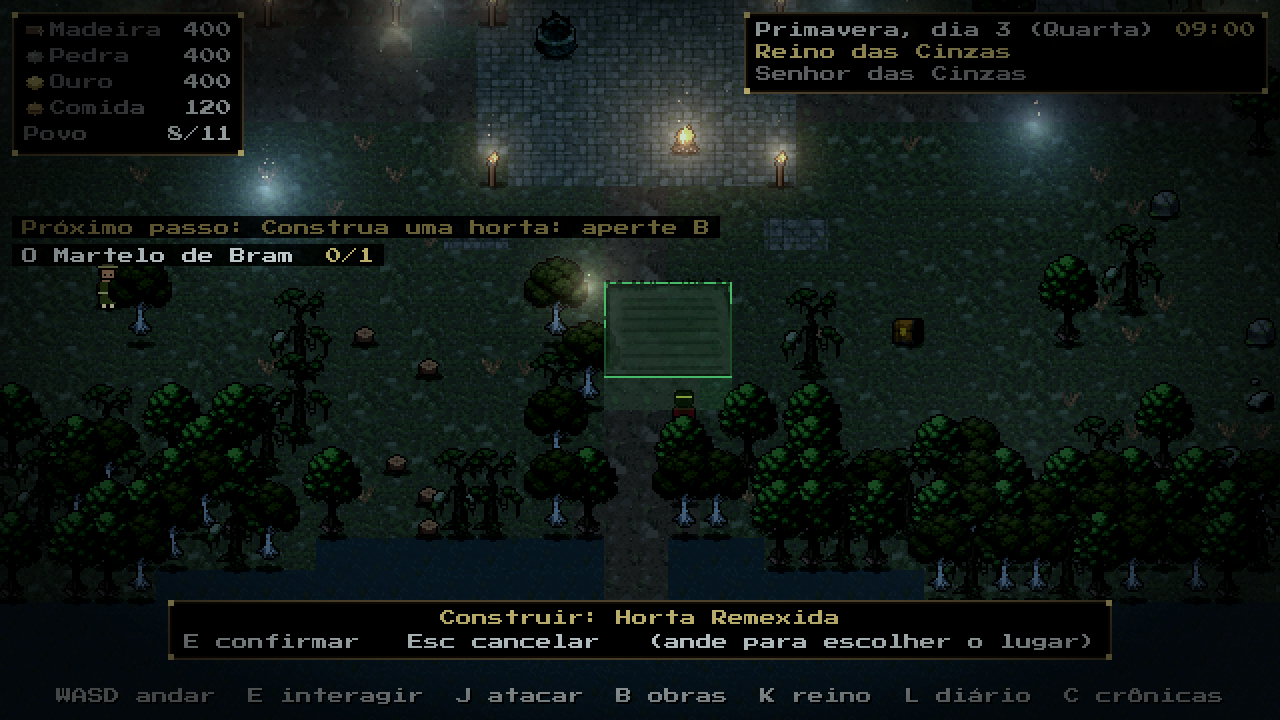 Madeira 400
Pedra 400
Ouro 400
Comida 120
Povo 8/11
Primavera, dia 3 (Quarta) 09:00
Reino das Cinzas
Senhor das Cinzas
Próximo passo: Construa uma horta: aperte B
O Martelo de Bram 0/1
Construir: Horta Remexida
E confirmar Esc cancelar (ande para escolher o lugar)
WASD andar E interagir J atacar B obras K reino L diário C crônicas